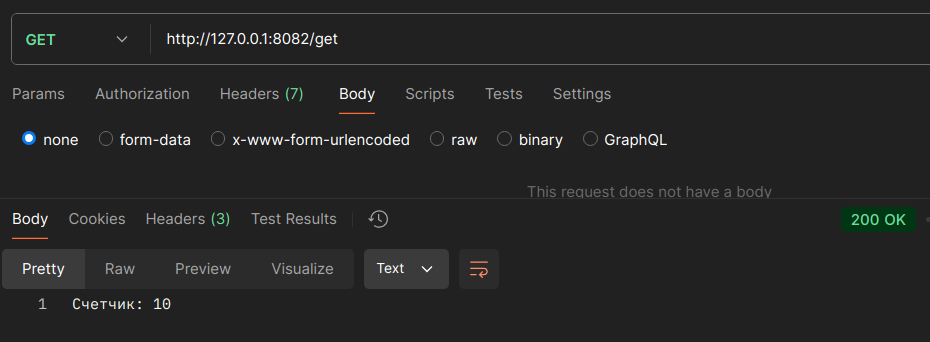 GET http://127.0.0.1:8082/get
Params Authorization Headers (7) Body Scripts Tests Settings
none form-data x-www-form-urlencoded raw binary GraphQL
This request does not have a body
Body Cookies Headers (3) Test Results 200 OK
Pretty Raw Preview Visualize Text
1 Счетчик: 10